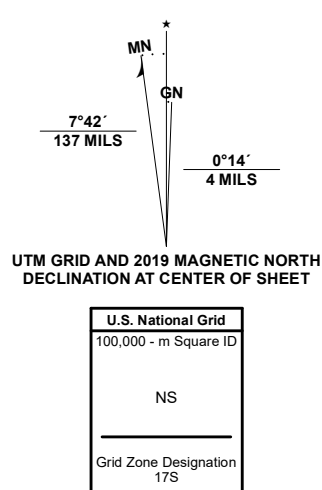 MN
GN
7°42´
137 MILS
0°14´
4 MILS
UTM GRID AND 2019 MAGNETIC NORTH
DECLINATION AT CENTER OF SHEET
U.S. National Grid
100,000 - m Square ID
NS
Grid Zone Designation
17S